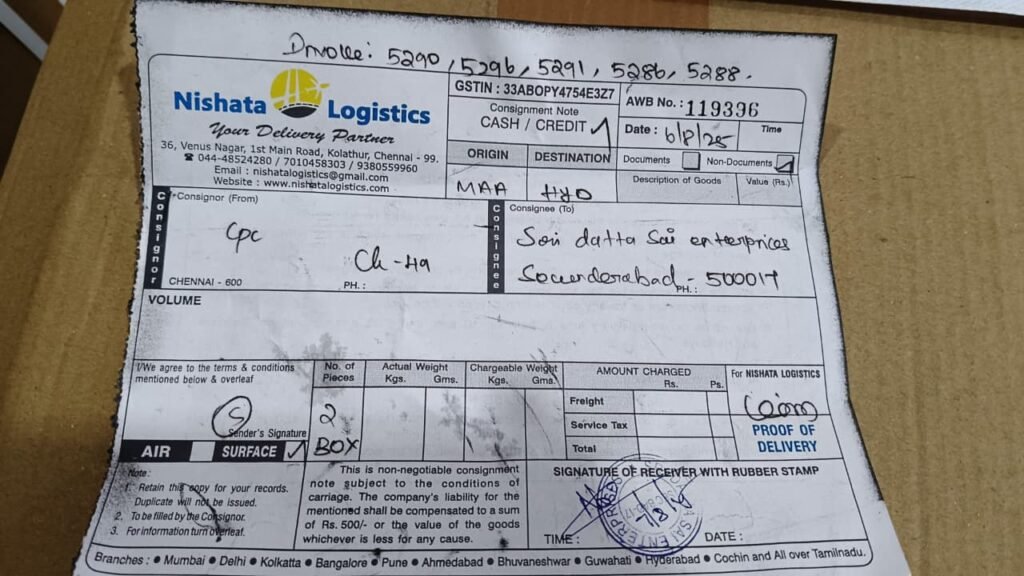 Invoice: 5290, 5296, 5291, 5286, 5288.
Nishata Logistics
Your Delivery Partner
36, Venus Nagar, 1st Main Road, Kolathur, Chennai - 99.
☎ 044-48524280 / 7010458303 / 9380559960
Email : nishatalogistics@gmail.com
Website : www.nishatalogistics.com
GSTIN : 33ABOPY4754E3Z7
Consignment Note
CASH / CREDIT ✓
ORIGIN DESTINATION
MAA HYD
AWB No. : 119396
Date : 6/8/25 Time
Documents Non-Documents ✓
Description of Goods Value (Rs.)
Consignor
Consignor (From)
CPC
Ch-
CHENNAI - 600 PH. :
Consignee
Consignee (To)
Sri datta Sai enterprices
Secunderabad - 500017
PH. :
VOLUME
I/We agree to the terms & conditions
mentioned below & overleaf
S
Sender's Signature
AIR SURFACE ✓
No. of Pieces
2
BOX
Actual Weight
Kgs. Gms.
Chargeable Weight
Kgs. Gms.
AMOUNT CHARGED
Rs. Ps.
Freight
Service Tax
Total
For NISHATA LOGISTICS
PROOF OF
DELIVERY
Note :
1. Retain this copy for your records.
Duplicate will not be issued.
2. To be filled by the Consignor.
3. For information turn overleaf.
This is non-negotiable consignment
note subject to the conditions of
carriage. The company's liability for the
mentioned shall be compensated to a sum
of Rs. 500/- or the value of the goods
whichever is less for any cause.
SIGNATURE OF RECEIVER WITH RUBBER STAMP
SAI ENTERPRISES
7/8/
TIME : DATE :
Branches : ● Mumbai ● Delhi ● Kolkatta ● Bangalore ● Pune ● Ahmedabad ● Bhuvaneshwar ● Guwahati ● Hyderabad ● Cochin and All over Tamilnadu.